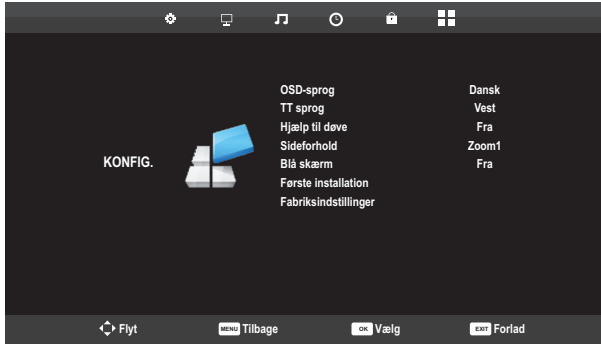 OSD-sprog Dansk
TT sprog Vest
Hjælp til døve Fra
Sideforhold Zoom1
KONFIG.
Blå skærm Fra
Første installation
Fabriksindstillinger
Flyt MENU Tilbage OK Vælg EXIT Forlad